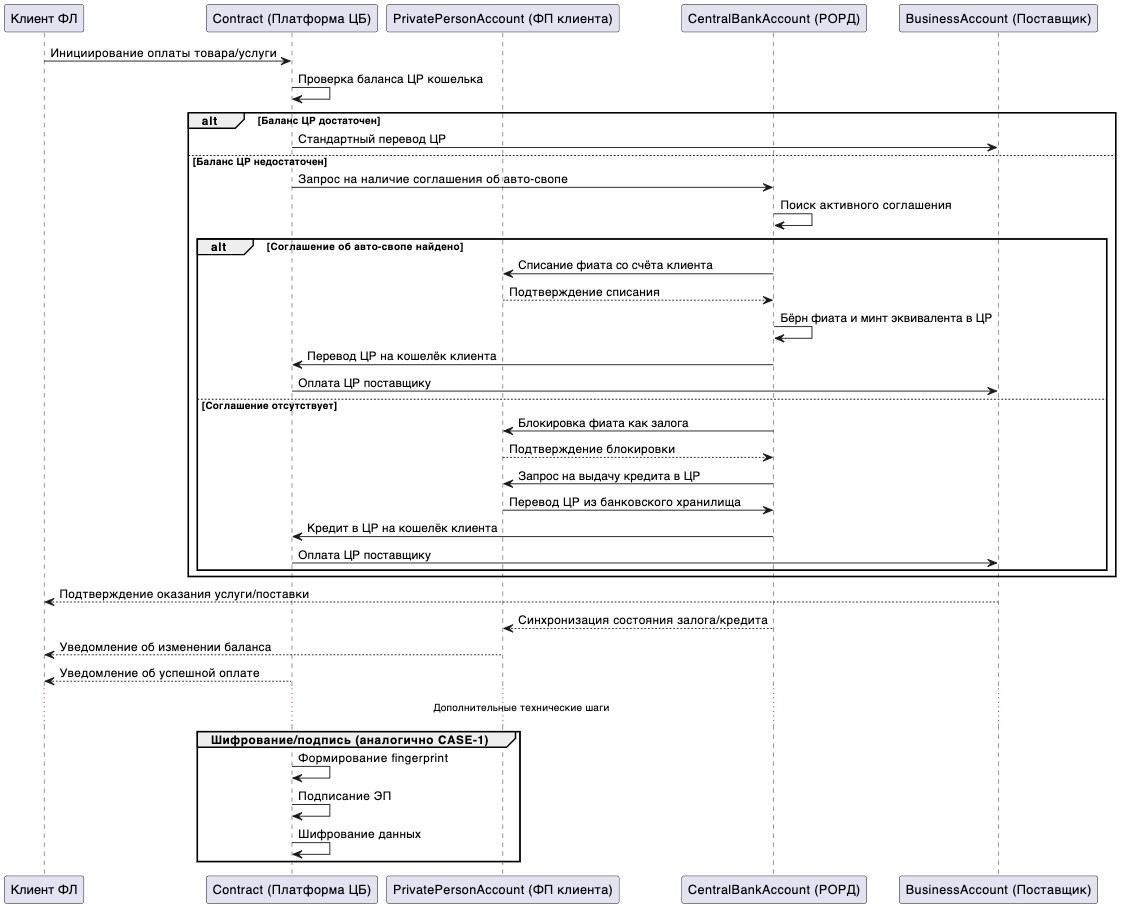 Клиент ФЛ
Contract (Платформа ЦБ)
PrivatePersonAccount (ФП клиента)
CentralBankAccount (РОРД)
BusinessAccount (Поставщик)
Инициирование оплаты товара/услуги
Проверка баланса ЦР кошелька
alt [Баланс ЦР достаточен]
Стандартный перевод ЦР
[Баланс ЦР недостаточен]
Запрос на наличие соглашения об авто-свопе
Поиск активного соглашения
alt [Соглашение об авто-свопе найдено]
Списание фиата со счёта клиента
Подтверждение списания
Бёрн фиата и минт эквивалента в ЦР
Перевод ЦР на кошелёк клиента
Оплата ЦР поставщику
[Соглашение отсутствует]
Блокировка фиата как залога
Подтверждение блокировки
Запрос на выдачу кредита в ЦР
Перевод ЦР из банковского хранилища
Кредит в ЦР на кошелёк клиента
Оплата ЦР поставщику
Подтверждение оказания услуги/поставки
Синхронизация состояния залога/кредита
Уведомление об изменении баланса
Уведомление об успешной оплате
Дополнительные технические шаги
Шифрование/подпись (аналогично CASE-1)
Формирование fingerprint
Подписание ЭП
Шифрование данных
Клиент ФЛ
Contract (Платформа ЦБ)
PrivatePersonAccount (ФП клиента)
CentralBankAccount (РОРД)
BusinessAccount (Поставщик)